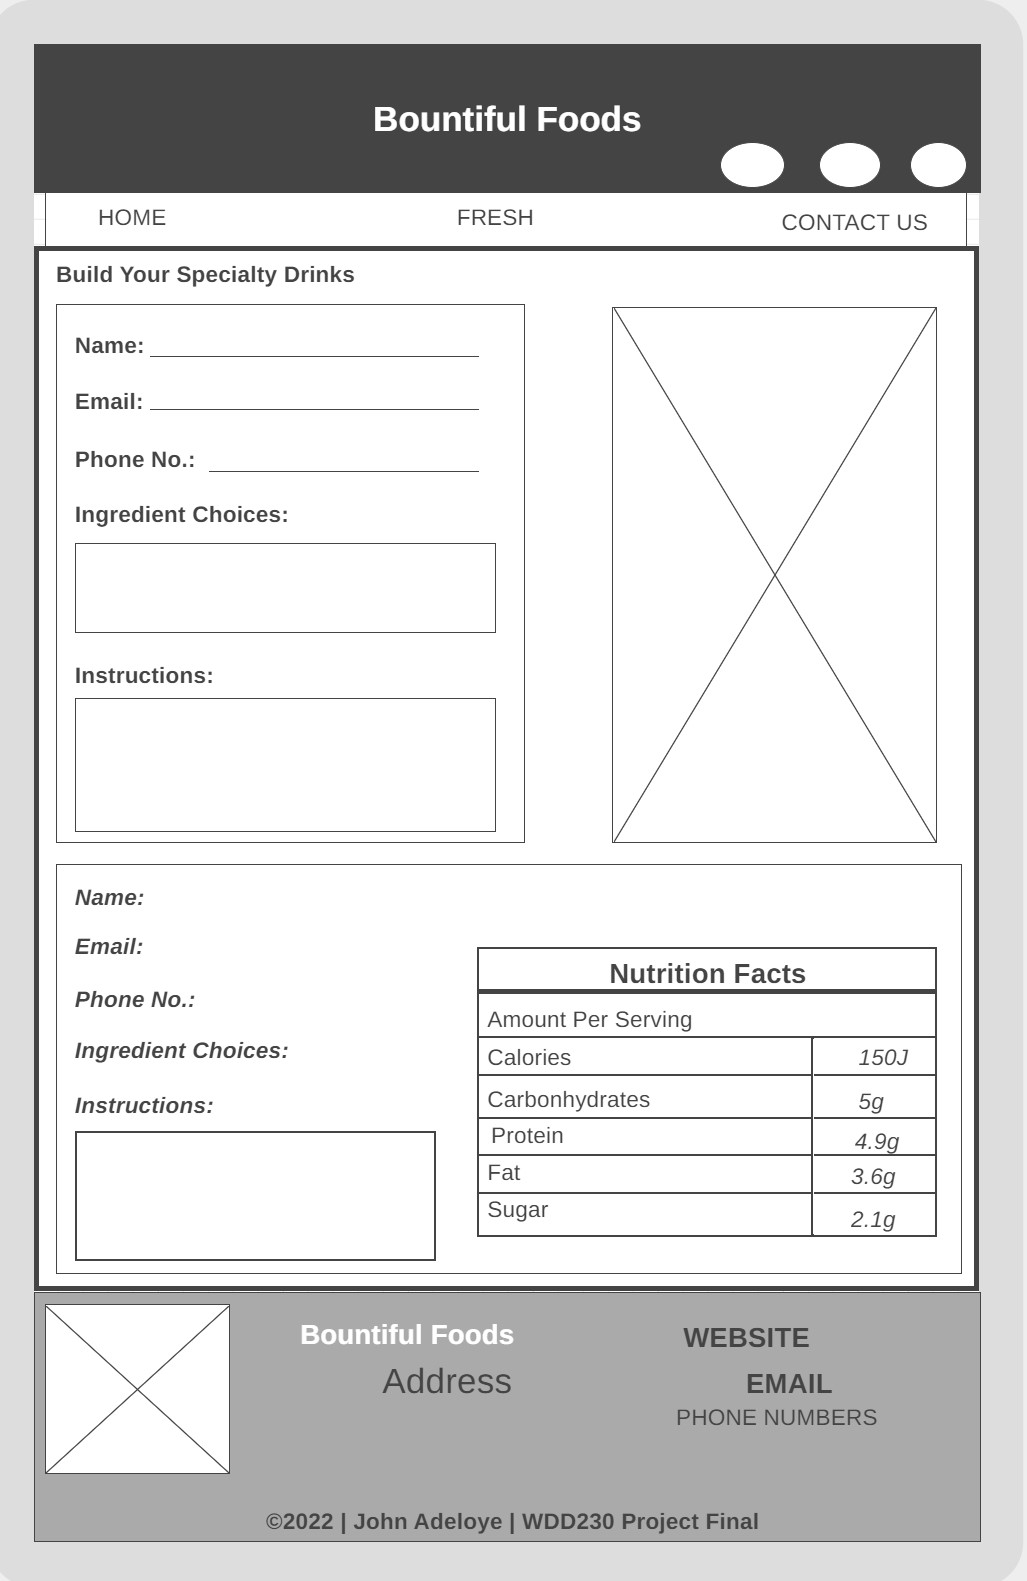 Bountiful Foods
HOME FRESH CONTACT US
Build Your Specialty Drinks
Name:
Email:
Phone No.:
Ingredient Choices:
Instructions:
Name:
Email:
Phone No.:
Ingredient Choices:
Instructions:
Nutrition Facts
Amount Per Serving
Calories 150J
Carbonhydrates 5g
Protein 4.9g
Fat 3.6g
Sugar 2.1g
Bountiful Foods
Address
WEBSITE
EMAIL
PHONE NUMBERS
©2022 | John Adeloye | WDD230 Project Final